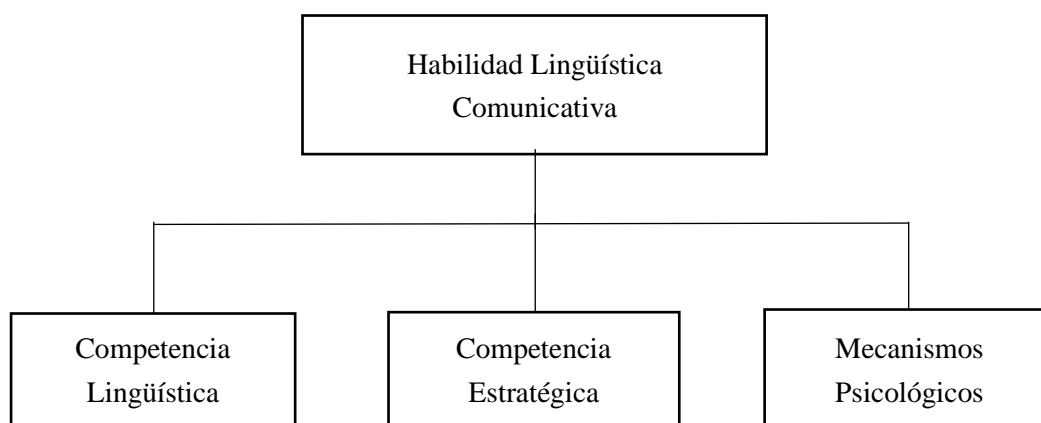 Habilidad Lingüística
Comunicativa
Competencia
Lingüística
Competencia
Estratégica
Mecanismos
Psicológicos